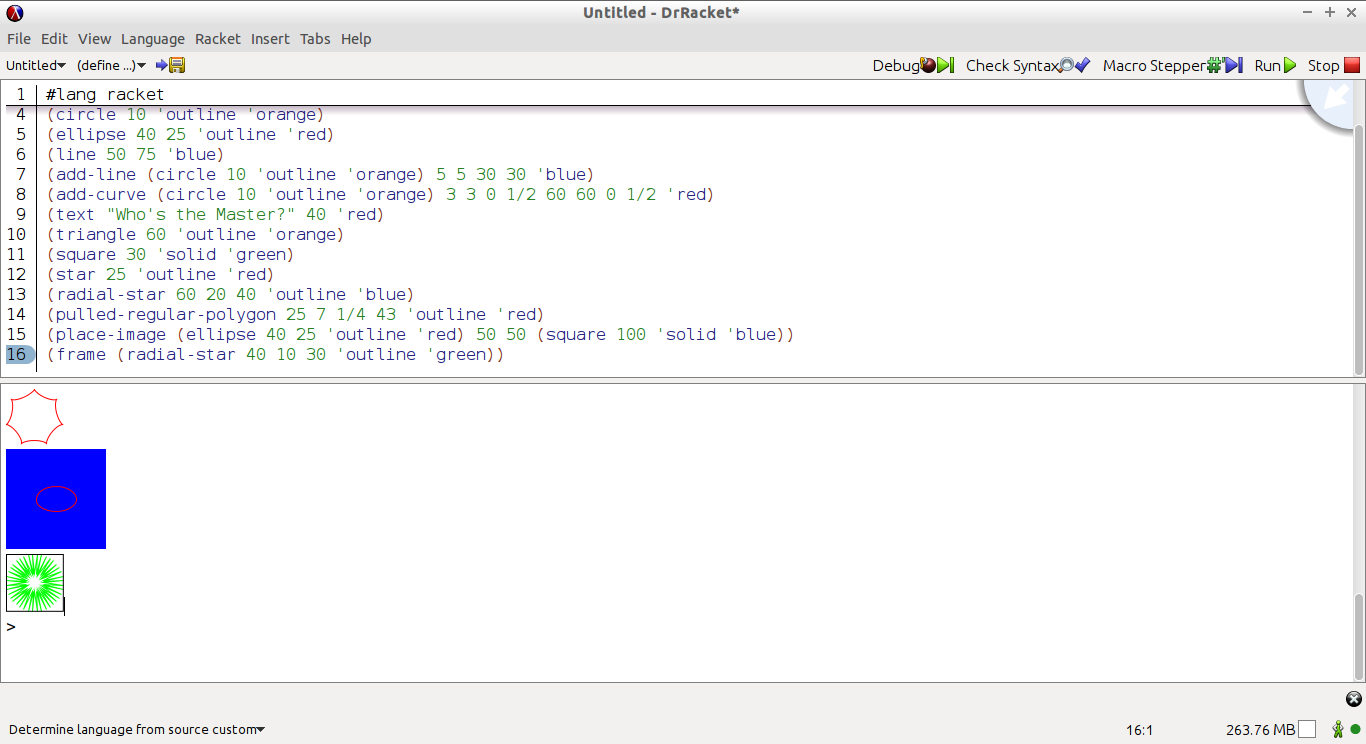 Untitled - DrRacket*
File Edit View Language Racket Insert Tabs Help
Untitled (define ...) Debug Check Syntax Macro Stepper Run Stop
1 #lang racket
4 (circle 10 'outline 'orange)
5 (ellipse 40 25 'outline 'red)
6 (line 50 75 'blue)
7 (add-line (circle 10 'outline 'orange) 5 5 30 30 'blue)
8 (add-curve (circle 10 'outline 'orange) 3 3 0 1/2 60 60 0 1/2 'red)
9 (text "Who's the Master?" 40 'red)
10 (triangle 60 'outline 'orange)
11 (square 30 'solid 'green)
12 (star 25 'outline 'red)
13 (radial-star 60 20 40 'outline 'blue)
14 (pulled-regular-polygon 25 7 1/4 43 'outline 'red)
15 (place-image (ellipse 40 25 'outline 'red) 50 50 (square 100 'solid 'blue))
16 (frame (radial-star 40 10 30 'outline 'green))
>
Determine language from source custom 16:1 263.76 MB